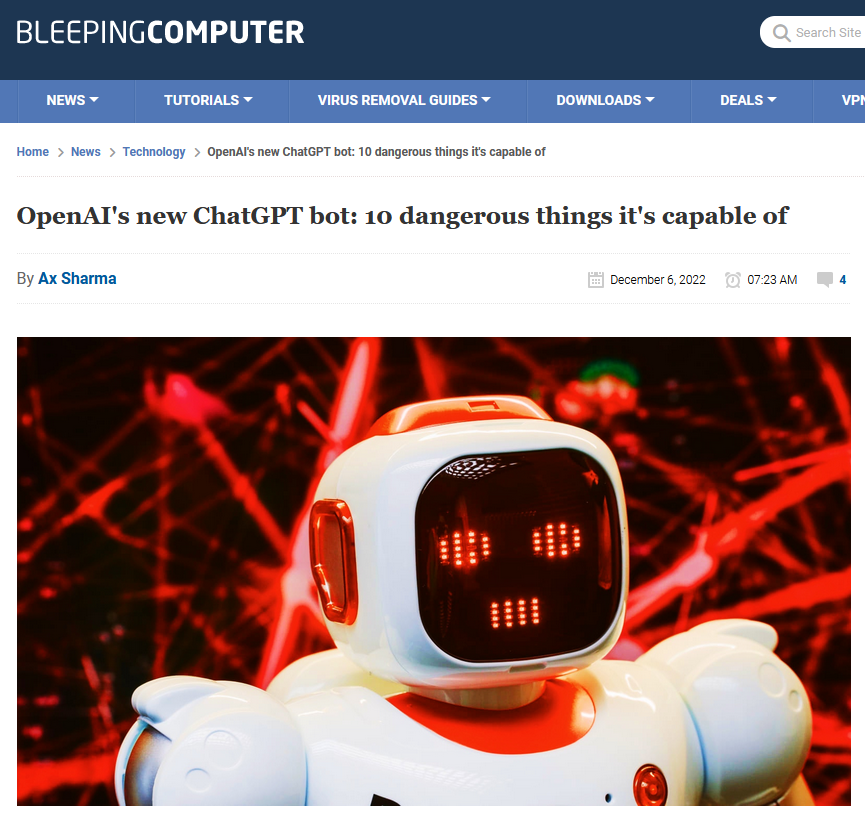 BLEEPINGCOMPUTER
Search Site
NEWS TUTORIALS VIRUS REMOVAL GUIDES DOWNLOADS DEALS
Home News Technology OpenAI's new ChatGPT bot: 10 dangerous things it's capable of
OpenAI's new ChatGPT bot: 10 dangerous things it's capable of
By Ax Sharma December 6, 2022 07:23 AM 4